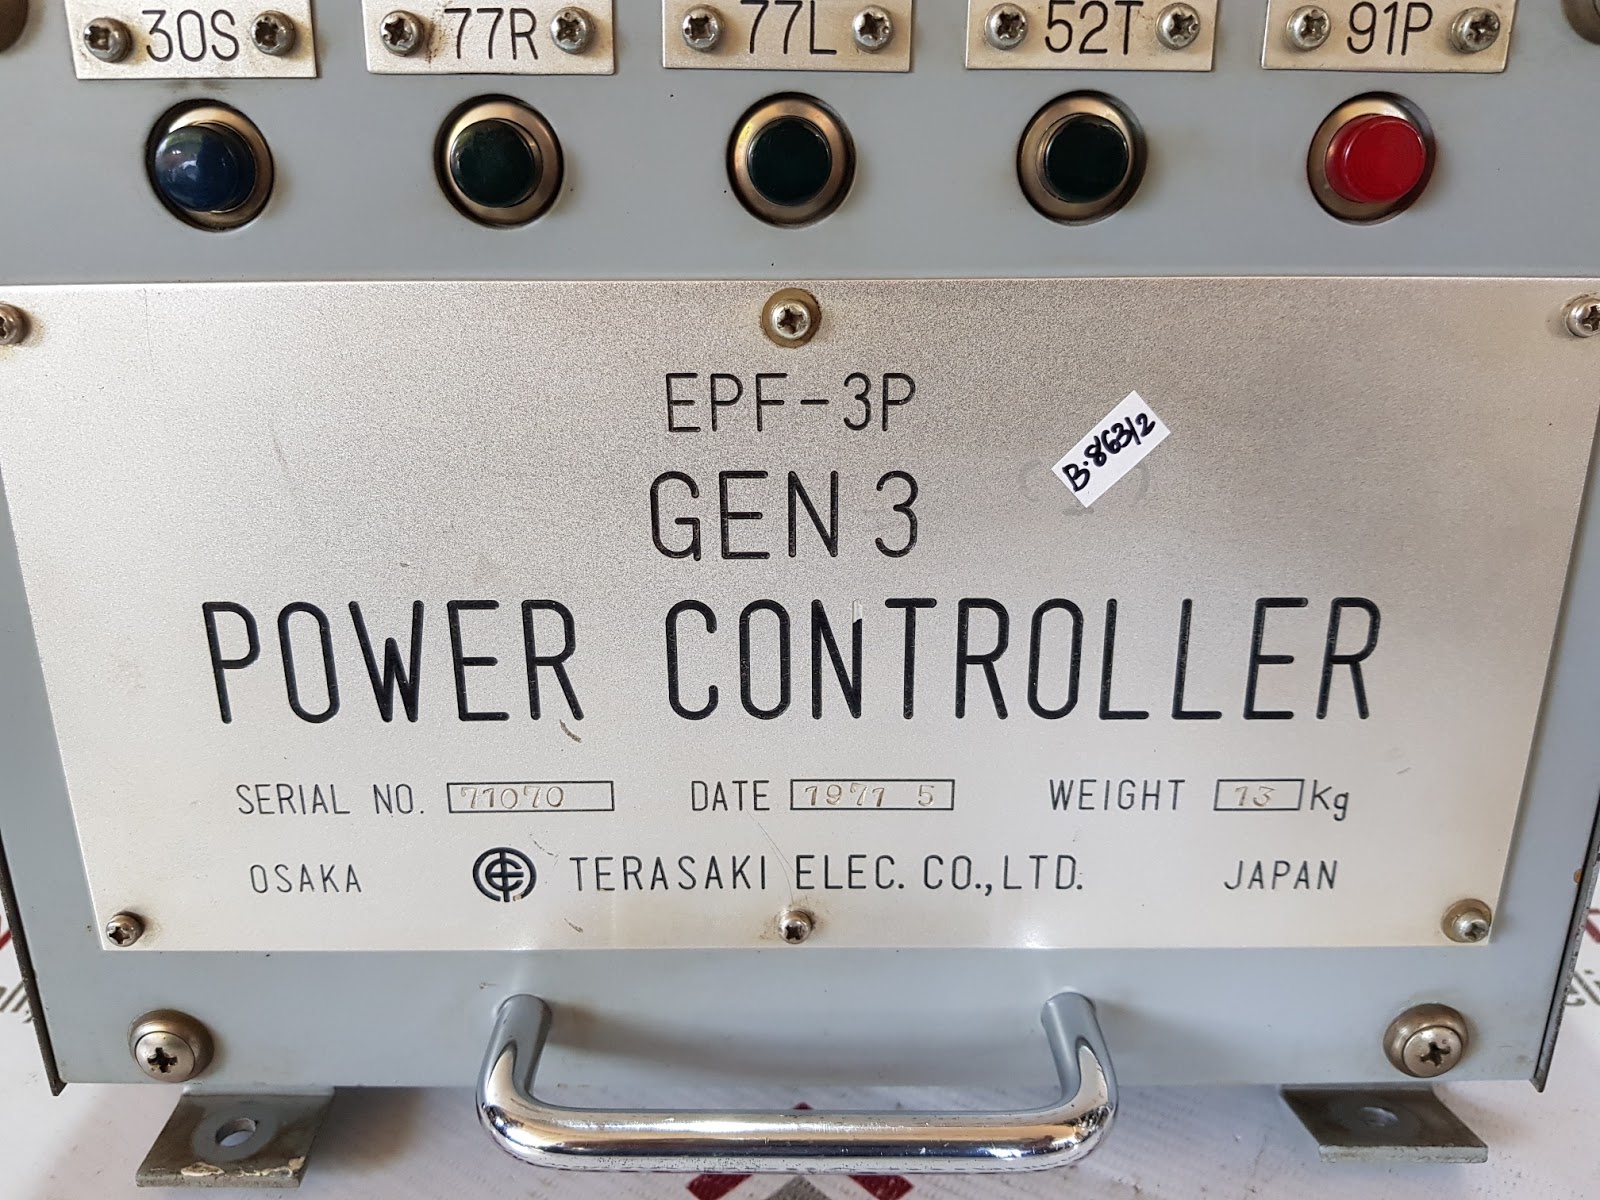 30S 77R 77L 52T 91P
EPF-3P
B.86312
GEN 3
POWER CONTROLLER
SERIAL NO. 71070 DATE 1971 5 WEIGHT 13 Kg
OSAKA TERASAKI ELEC. CO., LTD. JAPAN